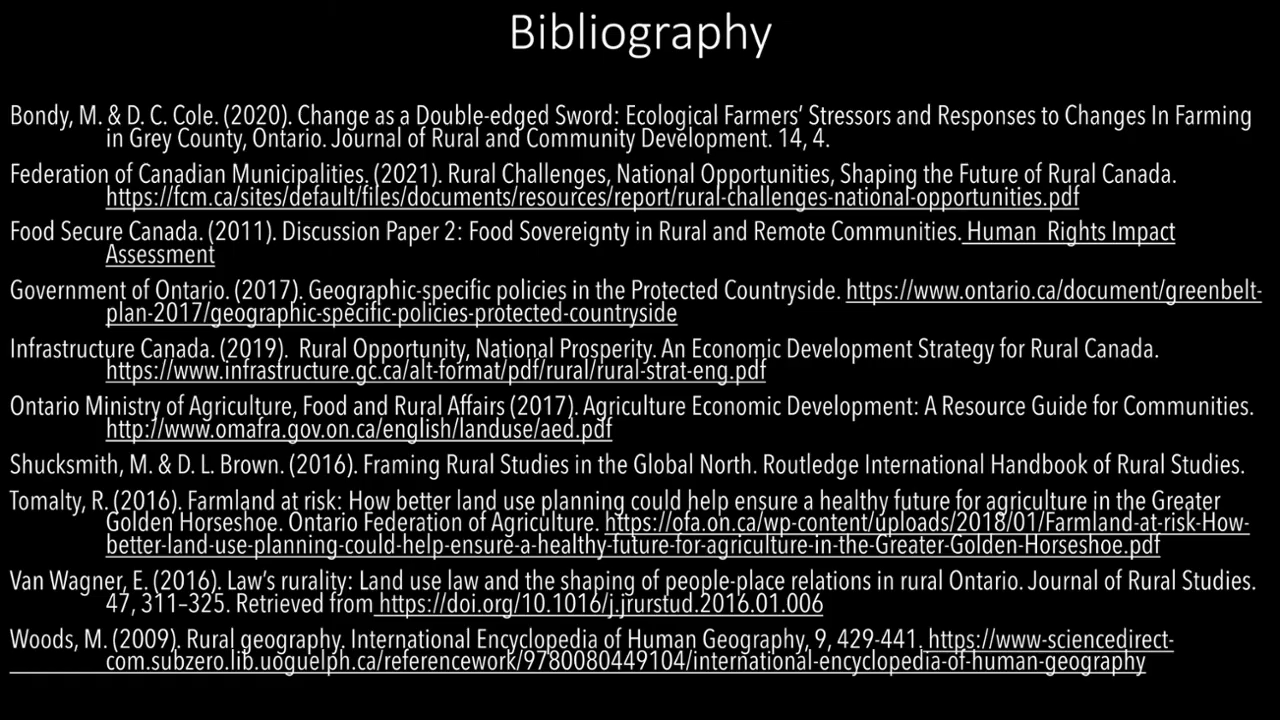 Bibliography
Bondy, M. & D. C. Cole. (2020). Change as a Double-edged Sword: Ecological Farmers’ Stressors and Responses to Changes In Farming
in Grey County, Ontario. Journal of Rural and Community Development. 14, 4.
Federation of Canadian Municipalities. (2021). Rural Challenges, National Opportunities, Shaping the Future of Rural Canada.
https://fcm.ca/sites/default/files/documents/resources/report/rural-challenges-national-opportunities.pdf
Food Secure Canada. (2011). Discussion Paper 2: Food Sovereignty in Rural and Remote Communities. Human  Rights Impact
Assessment
Government of Ontario. (2017). Geographic-specific policies in the Protected Countryside. https://www.ontario.ca/document/greenbelt-
plan-2017/geographic-specific-policies-protected-countryside
Infrastructure Canada. (2019).  Rural Opportunity, National Prosperity. An Economic Development Strategy for Rural Canada.
https://www.infrastructure.gc.ca/alt-format/pdf/rural/rural-strat-eng.pdf
Ontario Ministry of Agriculture, Food and Rural Affairs (2017). Agriculture Economic Development: A Resource Guide for Communities.
http://www.omafra.gov.on.ca/english/landuse/aed.pdf
Shucksmith, M. & D. L. Brown. (2016). Framing Rural Studies in the Global North. Routledge International Handbook of Rural Studies.
Tomalty, R. (2016). Farmland at risk: How better land use planning could help ensure a healthy future for agriculture in the Greater
Golden Horseshoe. Ontario Federation of Agriculture. https://ofa.on.ca/wp-content/uploads/2018/01/Farmland-at-risk-How-
better-land-use-planning-could-help-ensure-a-healthy-future-for-agriculture-in-the-Greater-Golden-Horseshoe.pdf
Van Wagner, E. (2016). Law’s rurality: Land use law and the shaping of people-place relations in rural Ontario. Journal of Rural Studies.
47, 311–325. Retrieved from https://doi.org/10.1016/j.jrurstud.2016.01.006
Woods, M. (2009). Rural geography. International Encyclopedia of Human Geography, 9, 429-441. https://www-sciencedirect-
com.subzero.lib.uoguelph.ca/referencework/9780080449104/international-encyclopedia-of-human-geography